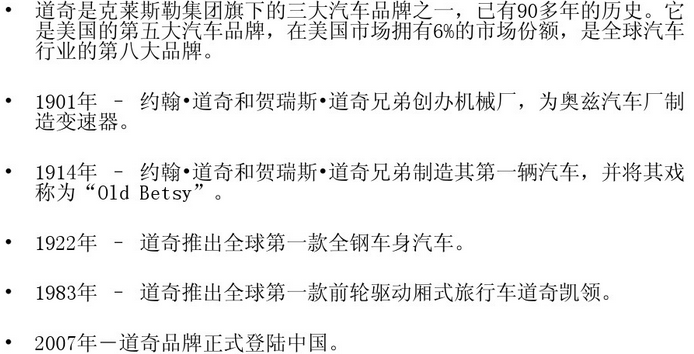 • 道奇是克莱斯勒集团旗下的三大汽车品牌之一，已有90多年的历史。它
是美国的第五大汽车品牌，在美国市场拥有6%的市场份额，是全球汽车
行业的第八大品牌。
• 1901年 – 约翰•道奇和贺瑞斯•道奇兄弟创办机械厂，为奥兹汽车厂制
造变速器。
• 1914年 – 约翰•道奇和贺瑞斯•道奇兄弟制造其第一辆汽车，并将其戏
称为“Old Betsy”。
• 1922年 – 道奇推出全球第一款全钢车身汽车。
• 1983年 – 道奇推出全球第一款前轮驱动厢式旅行车道奇凯领。
• 2007年－道奇品牌正式登陆中国。